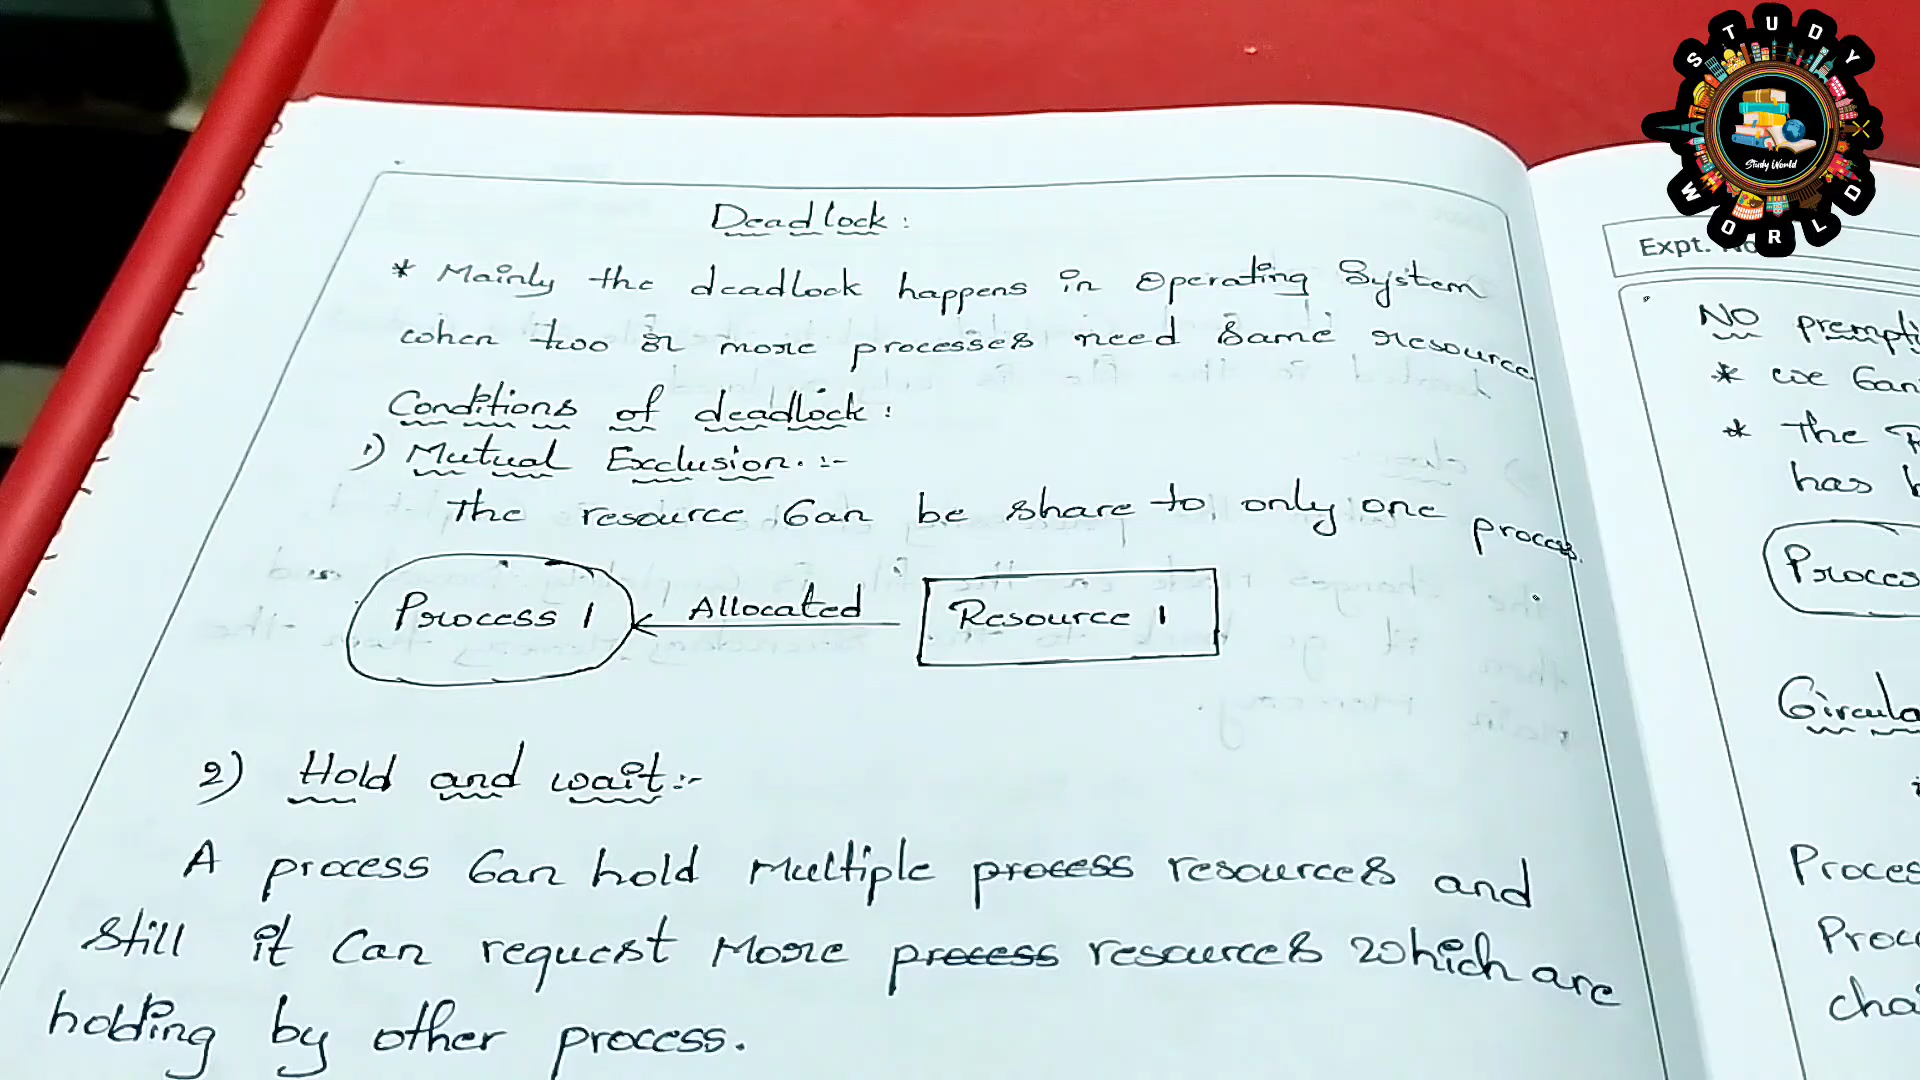 Deadlock:
* Mainly the deadlock happens in Operating System
when two or more processes need same resource.
Conditions of deadlock:
1) Mutual Exclusion.:-
The resource can be share to only one process.
Process 1 Allocated Resource 1
2) Hold and wait:-
A process can hold Multiple process resources and
still it can request More process resources which are
holding by other process.
Expt. No
NO prempti
* we can
* The
has b
Process
Circula
Process
Proc
cha
STUDY
WORLD
Study World